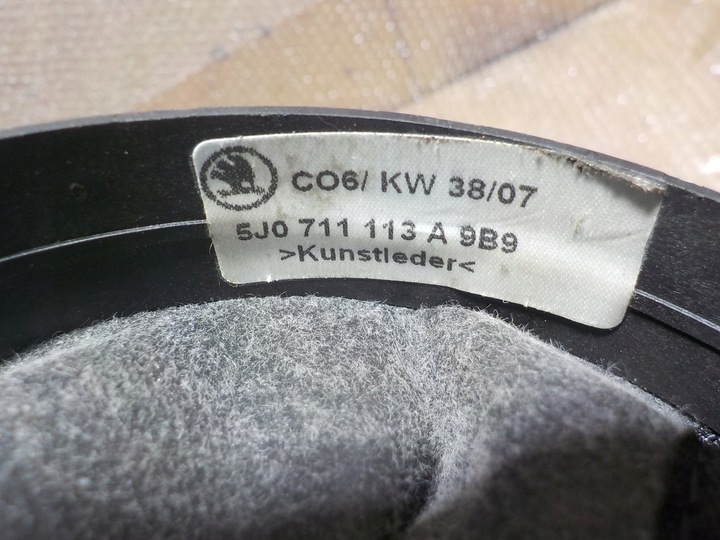 CO6/ KW 38/07
5J0 711 113 A 9B9
>Kunstleder<